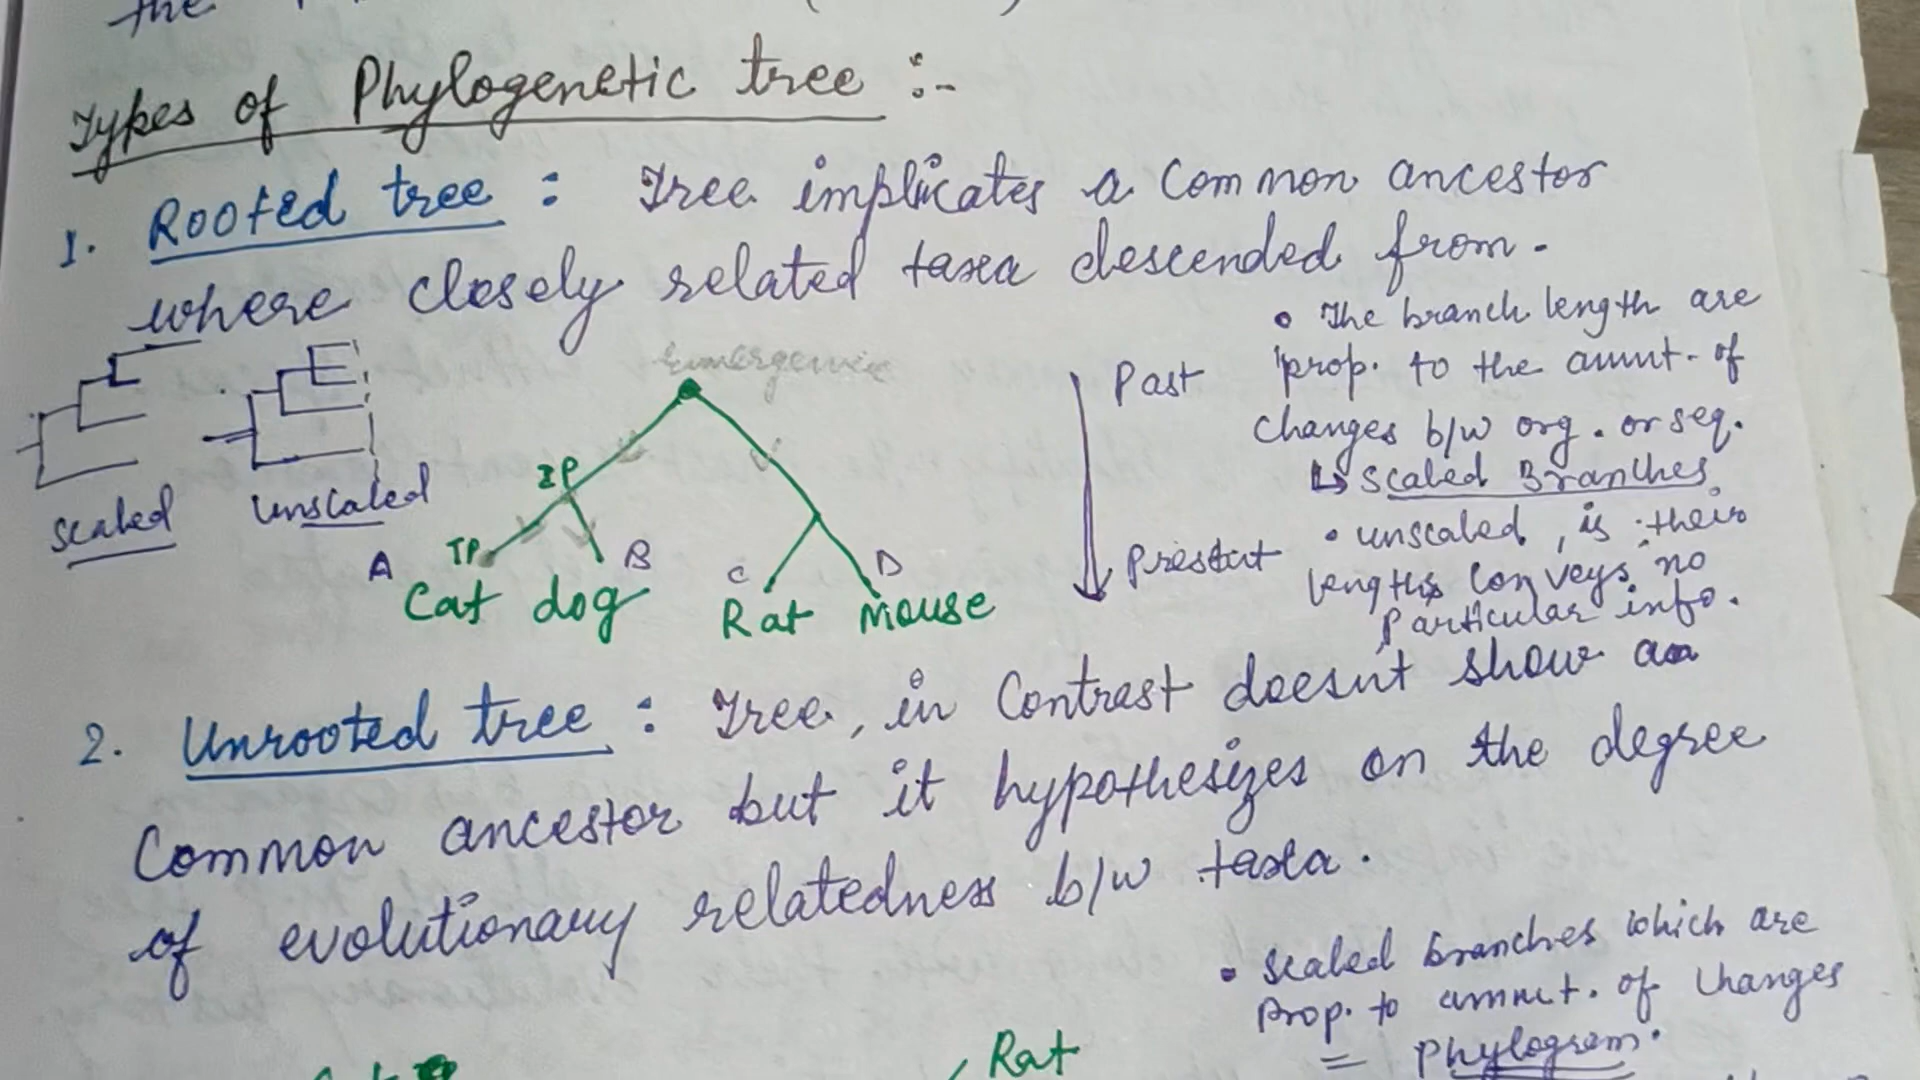 the
Types of Phylogenetic tree :-
1. Rooted tree : Tree implicates a common ancestor
where closely related taxa descended from.
• The branch length are
prop. to the amnt. of
changes b/w org. or seq.
↳ scaled Branches
• unscaled, is their
lengths conveys no
particular info.
scaled
unscaled
Past
Present
IP
A TP B C D
Cat dog Rat Mouse
2. Unrooted tree : Tree, in contrast doesn't show a
common ancestor but it hypothesizes on the degree
of evolutionary relatedness b/w taxa.
• scaled branches which are
prop. to amnt. of changes
= Phylogram.
Rat